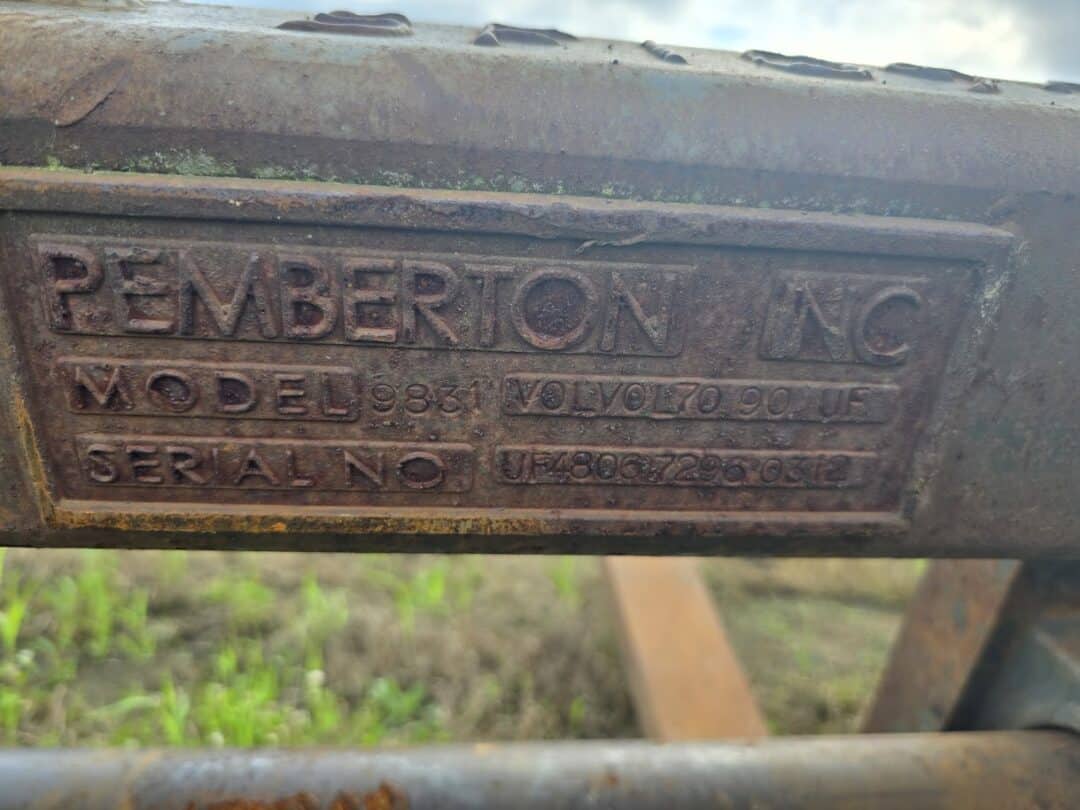 PEMBERTON INC
MODEL 9831 VOLVO L70 90 UF
SERIAL NO. UF4806 7296 0312